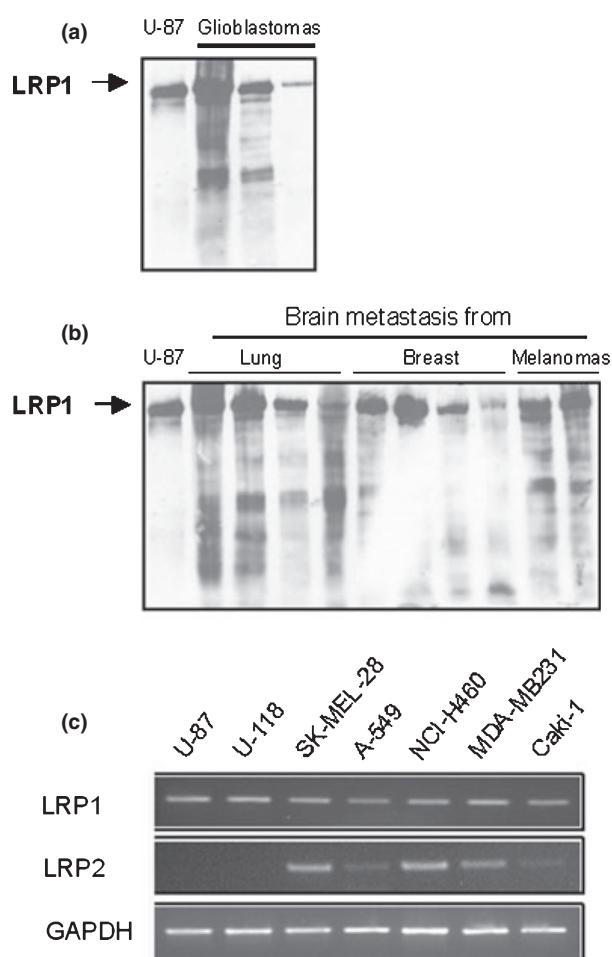 (a)
U-87 Glioblastomas
LRP1
(b)
Brain metastasis from
U-87 Lung Breast Melanomas
LRP1
(c)
U-87 U-118 SK-MEL-28 A-549 NCI-H460 MDA-MB231 Caki-1
LRP1
LRP2
GAPDH